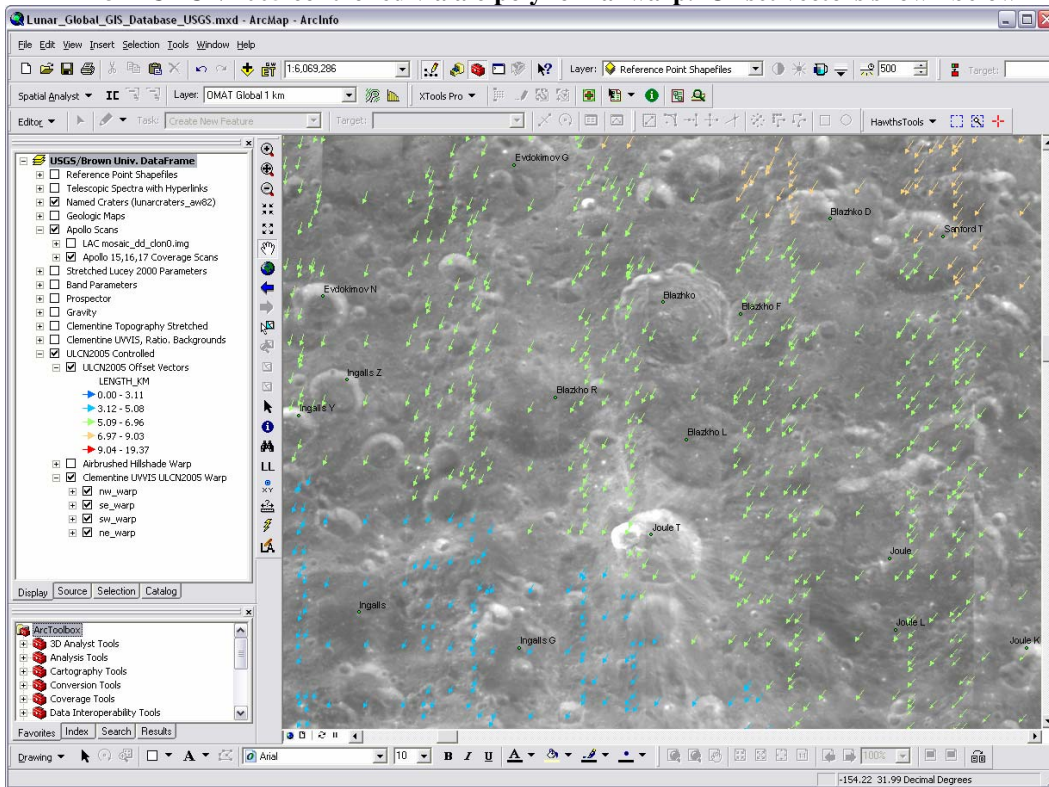 Lunar_Global_GIS_Database_USGS.mxd - ArcMap - ArcInfo
File Edit View Insert Selection Tools Window Help
1:6,069,286
Layer: Reference Point Shapefiles
500
Target:
Spatial Analyst
Layer: OMAT Global 1 km
XTools Pro
Editor
Task: Create New Feature
Target:
HawthsTools
USGS/Brown Univ. DataFrame
Reference Point Shapefiles
Telescopic Spectra with Hyperlinks
Named Craters (lunarcraters_aw82)
Geologic Maps
Apollo Scans
LAC mosaic_dd_clon0.img
Apollo 15,16,17 Coverage Scans
Stretched Lucey 2000 Parameters
Band Parameters
Prospector
Gravity
Clementine Topography Stretched
Clementine UVVIS, Ratio. Backgrounds
ULCN2005 Controlled
ULCN2005 Offset Vectors
LENGTH_KM
0.00 - 3.11
3.12 - 5.08
5.09 - 6.96
6.97 - 9.03
9.04 - 19.37
Airbrushed Hillshade Warp
Clementine UVVIS ULCN2005 Warp
nw_warp
se_warp
sw_warp
ne_warp
Display Source Selection Catalog
ArcToolbox
3D Analyst Tools
Analysis Tools
Cartography Tools
Conversion Tools
Coverage Tools
Data Interoperability Tools
Favorites Index Search Results
LL
XY
Evdokimov G
Blazhko D
Sanford T
Evdokimov N
Blazhko
Blazkho F
Ingalls Z
Blazkho R
Ingalls Y
Blazkho L
Joule T
Joule
Ingalls
Ingalls G
Joule L
Joule K
Drawing
A
Arial
10
B I U A
100%
-154.22 31.99 Decimal Degrees